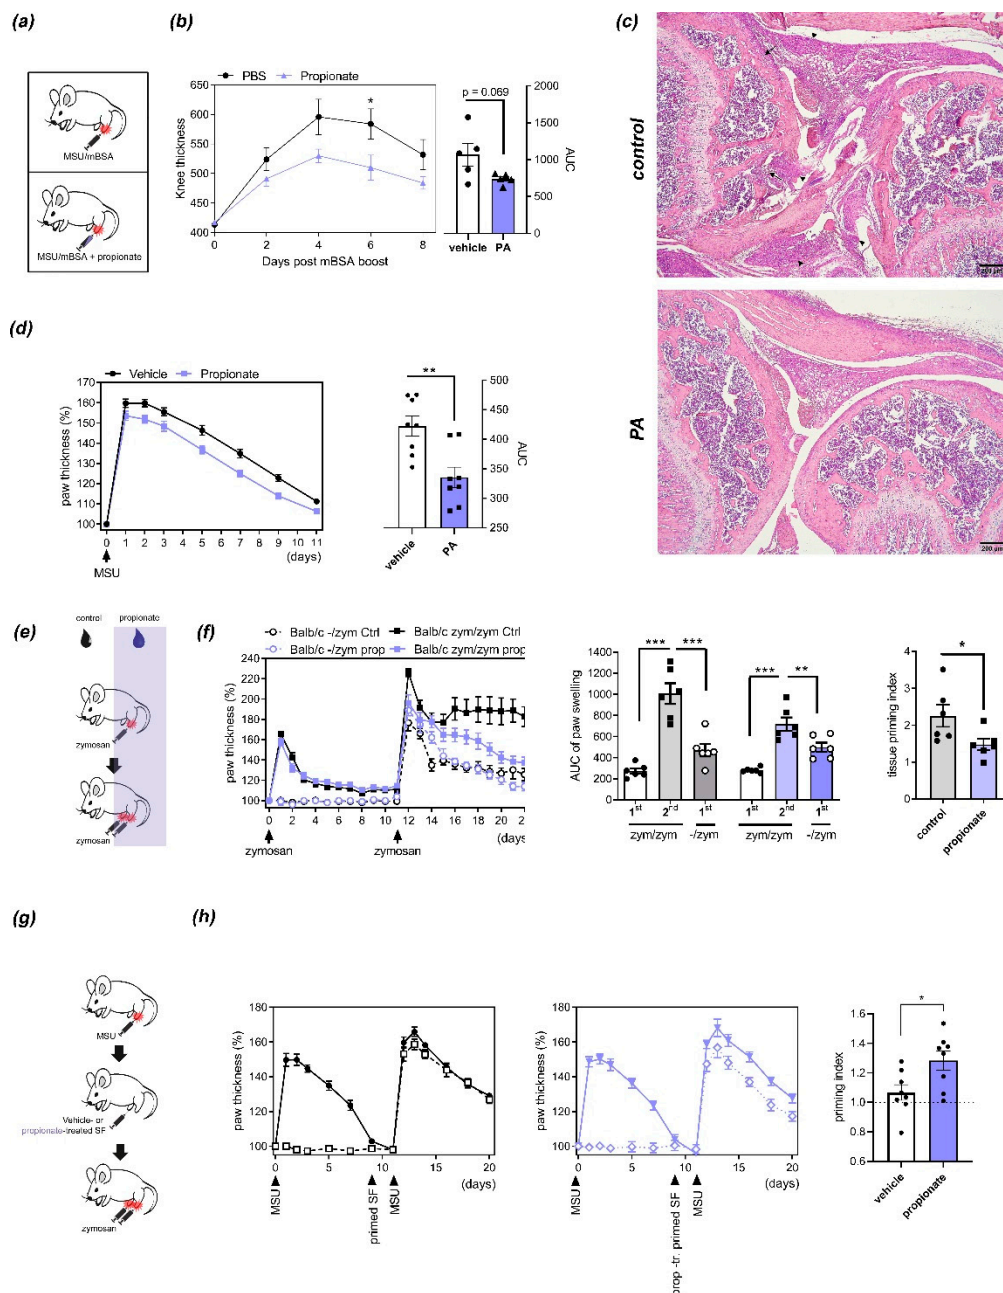 (a)
MSU/mBSA
MSU/mBSA + propionate
(b)
PBS
Propionate
Knee thickness
650
600
550
500
450
400
0
2
4
6
8
*
Days post mBSA boost
p = 0.069
2000
1500
1000
500
0
AUC
vehicle
PA
(c)
control
200 µm
PA
200 µm
(d)
Vehicle
Propionate
paw thickness (%)
170
160
150
140
130
120
110
100
0 1 2 3 5 7 9 11
(days)
MSU
**
500
450
400
350
300
250
AUC
vehicle
PA
(e)
control
propionate
zymosan
zymosan
(f)
Balb/c -/zym Ctrl
Balb/c zym/zym Ctrl
Balb/c -/zym prop
Balb/c zym/zym prop
paw thickness (%)
240
220
200
180
160
140
120
100
0 2 4 6 8 10 12 14 16 18 20 2
(days
zymosan
zymosan
AUC of paw swelling
1400
1200
1000
800
600
400
200
0
***
***
***
**
1st
2nd
1st
1st
2nd
1st
zym/zym
-/zym
zym/zym
-/zym
tissue priming index
4
3
2
1
0
*
control
propionate
(g)
MSU
Vehicle- or
propionate-treated SF
zymosan
(h)
paw thickness (%)
180
160
140
120
100
0
5
10
15
20
(days)
MSU
primed SF
MSU
paw thickness (%)
180
160
140
120
100
0
5
10
15
20
(days)
MSU
prop -tr. primed SF
MSU
priming index
1.6
1.4
1.2
1.0
0.8
0.6
*
vehicle
propionate